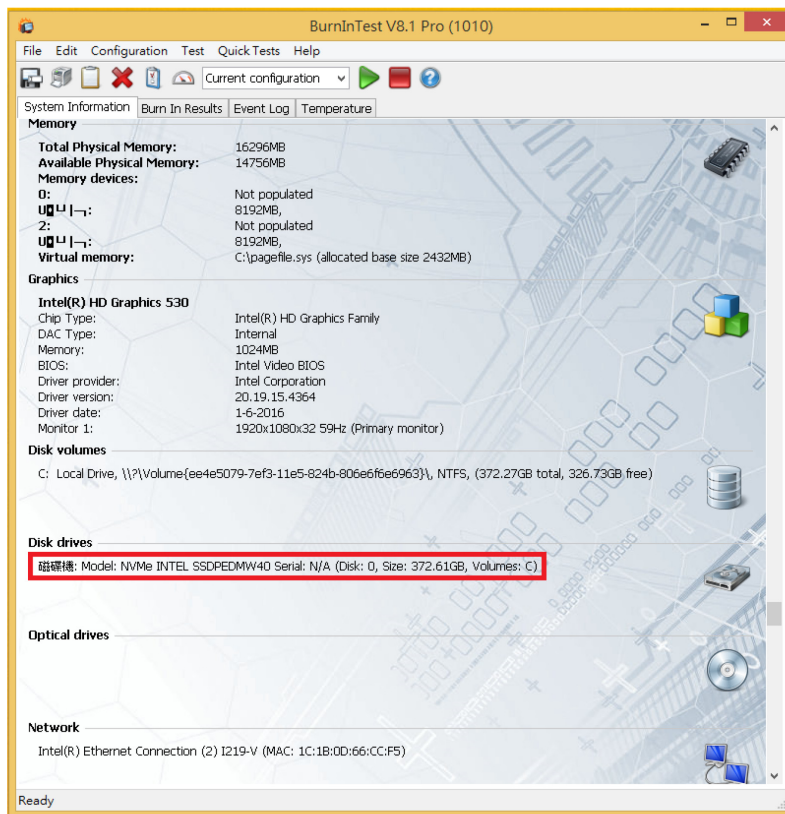 BurnInTest V8.1 Pro (1010)
File Edit Configuration Test Quick Tests Help
Current configuration
System Information Burn In Results Event Log Temperature
Memory
Total Physical Memory: 16296MB
Available Physical Memory: 14756MB
Memory devices:
0: Not populated
8192MB,
2: Not populated
8192MB,
Virtual memory: C:\pagefile.sys (allocated base size 2432MB)
Graphics
Intel(R) HD Graphics 530
Chip Type: Intel(R) HD Graphics Family
DAC Type: Internal
Memory: 1024MB
BIOS: Intel Video BIOS
Driver provider: Intel Corporation
Driver version: 20.19.15.4364
Driver date: 1-6-2016
Monitor 1: 1920x1080x32 59Hz (Primary monitor)
Disk volumes
C: Local Drive, \\?\Volume{ee4e5079-7ef3-11e5-824b-806e6f6e6963}\, NTFS, (372.27GB total, 326.73GB free)
Disk drives
磁碟機: Model: NVMe INTEL SSDPEDMW40 Serial: N/A (Disk: 0, Size: 372.61GB, Volumes: C)
Optical drives
Network
Intel(R) Ethernet Connection (2) I219-V (MAC: 1C:1B:0D:66:CC:F5)
Ready